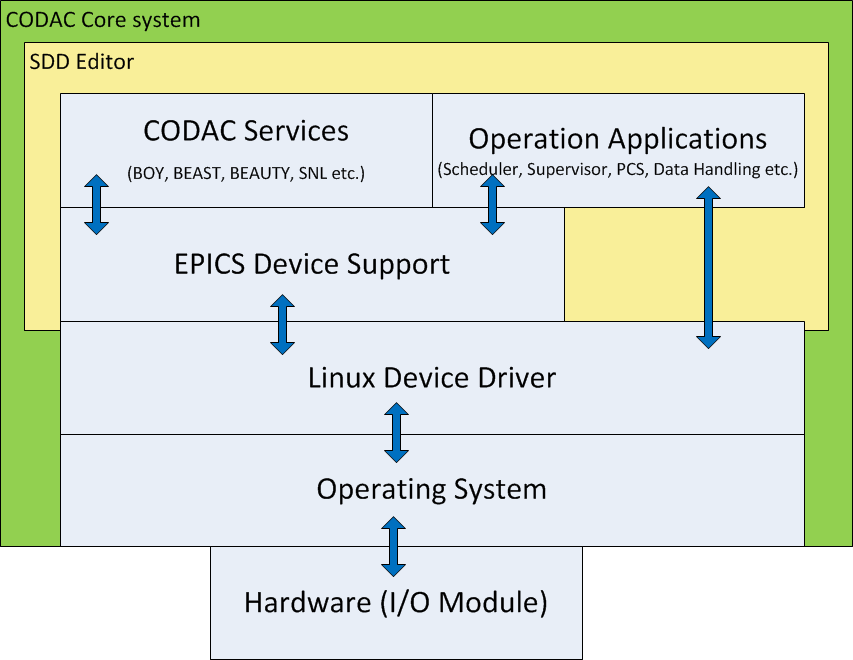 CODAC Core system
SDD Editor
CODAC Services
(BOY, BEAST, BEAUTY, SNL etc.)
Operation Applications
(Scheduler, Supervisor, PCS, Data Handling etc.)
EPICS Device Support
Linux Device Driver
Operating System
Hardware (I/O Module)